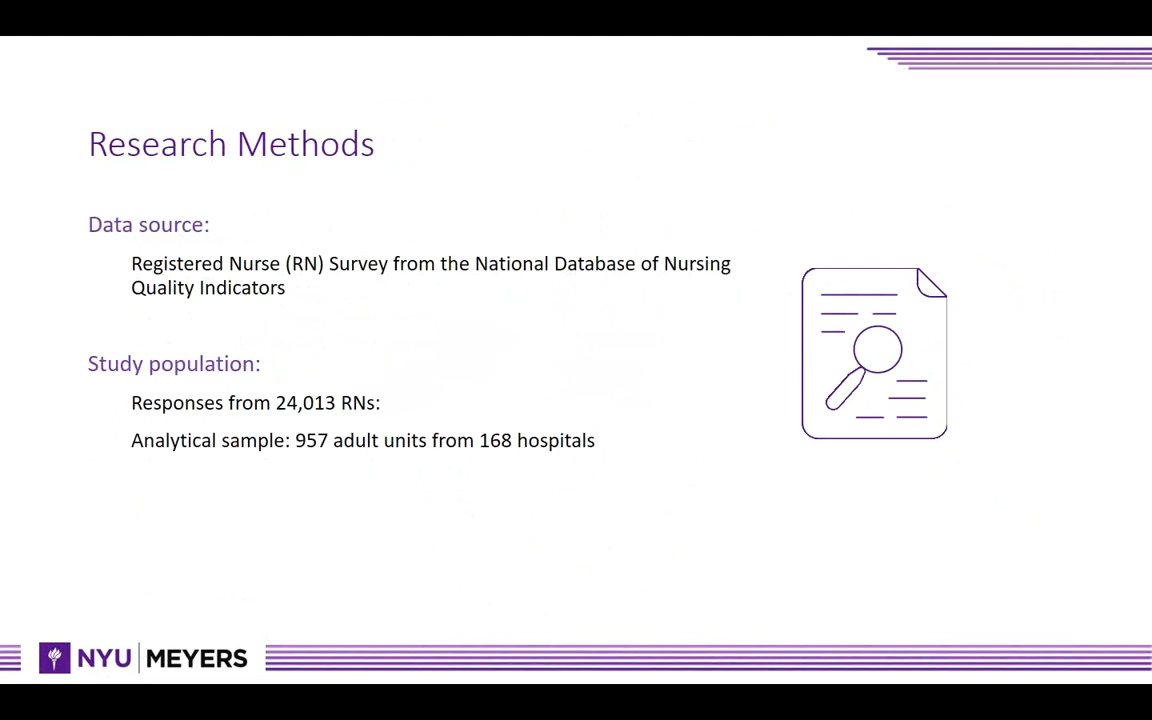 Research Methods
Data source:
Registered Nurse (RN) Survey from the National Database of Nursing
Quality Indicators
Study population:
Responses from 24,013 RNs:
Analytical sample: 957 adult units from 168 hospitals
NYU MEYERS